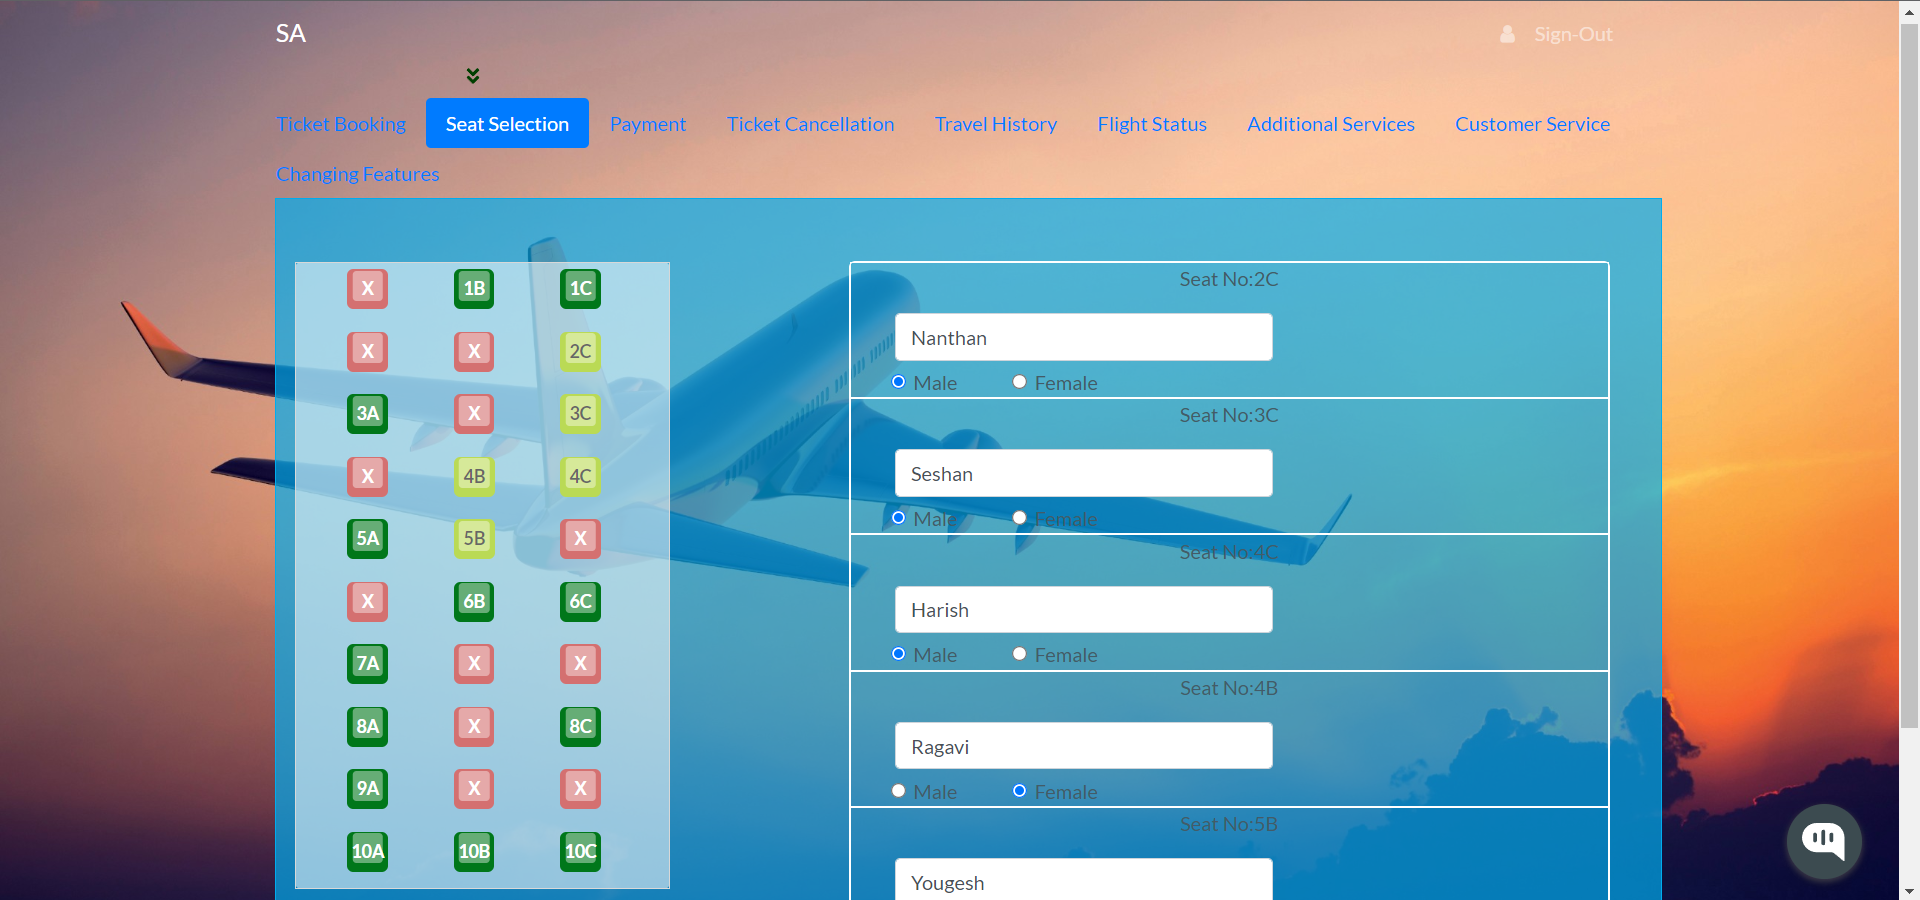 SA
Sign-Out
Ticket Booking Seat Selection Payment Ticket Cancellation Travel History Flight Status Additional Services Customer Service
Changing Features
X 1B 1C
X X 2C
3A X 3C
X 4B 4C
5A 5B X
X 6B 6C
7A X X
8A X 8C
9A X X
10A 10B 10C
Seat No:2C
Nanthan
Male Female
Seat No:3C
Seshan
Male Female
Seat No:4C
Harish
Male Female
Seat No:4B
Ragavi
Male Female
Seat No:5B
Yougesh